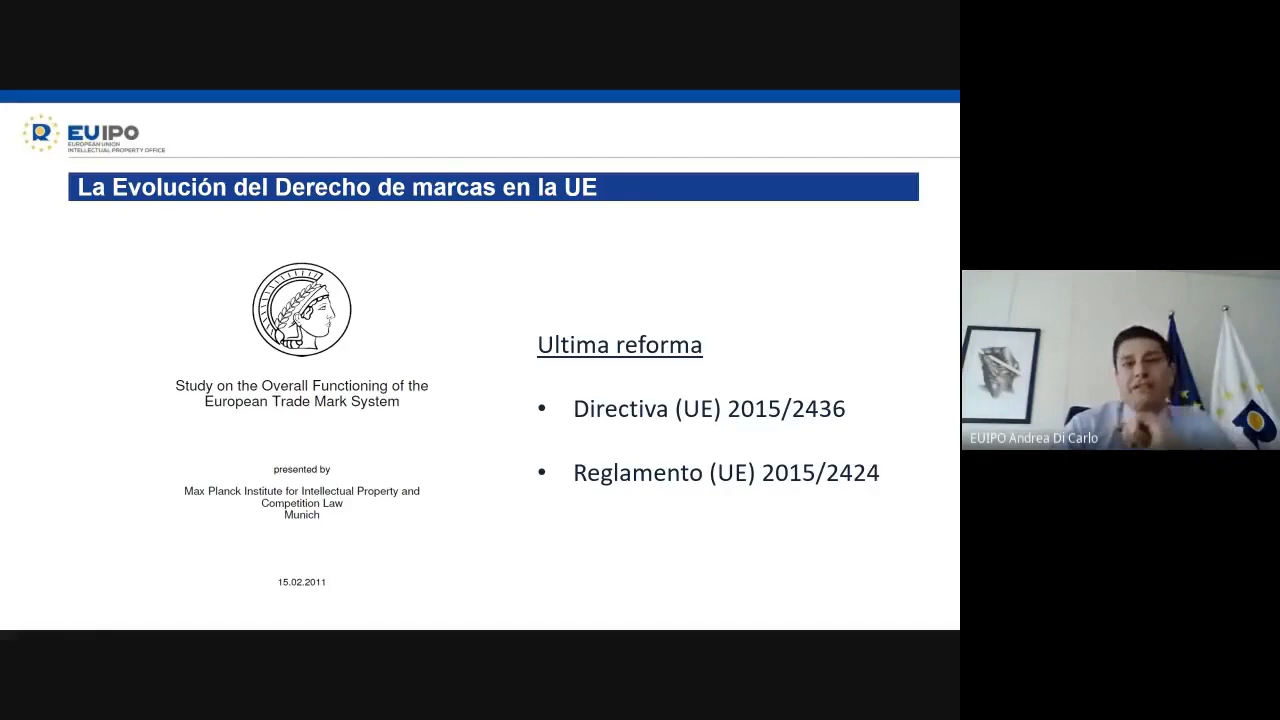 EUIPO
EUROPEAN UNION
INTELLECTUAL PROPERTY OFFICE
La Evolución del Derecho de marcas en la UE
Study on the Overall Functioning of the
European Trade Mark System
presented by
Max Planck Institute for Intellectual Property and
Competition Law
Munich
15.02.2011
Ultima reforma
• Directiva (UE) 2015/2436
• Reglamento (UE) 2015/2424
EUIPO Andrea Di Carlo